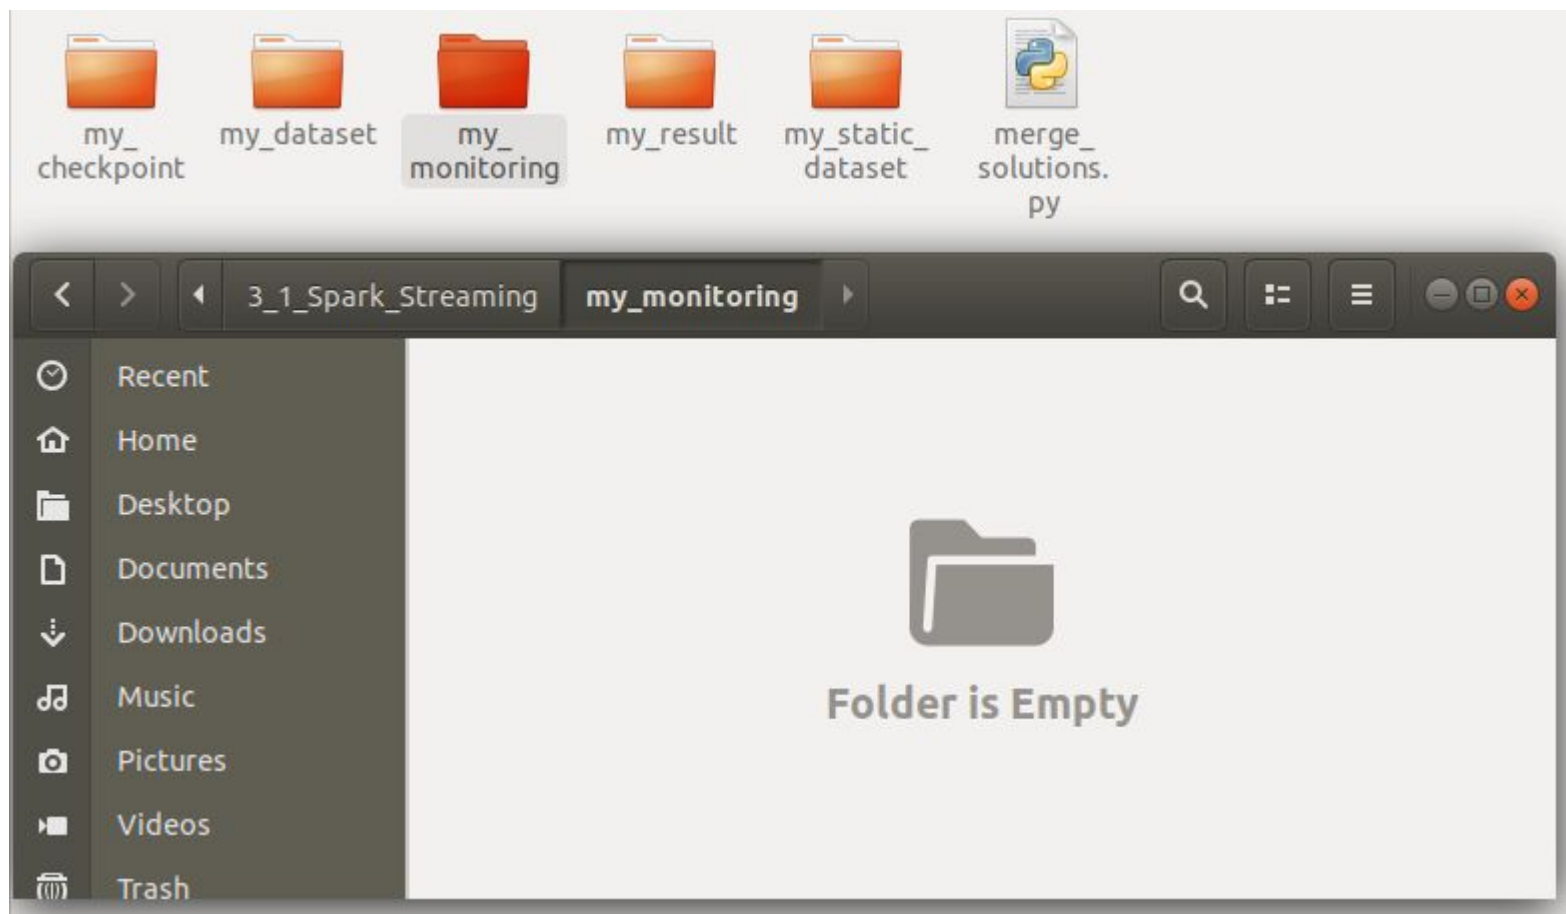 my_
checkpoint
my_dataset
my_
monitoring
my_result
my_static_
dataset
merge_
solutions.
py
3_1_Spark_Streaming
my_monitoring
Recent
Home
Desktop
Documents
Downloads
Music
Pictures
Videos
Trash
Folder is Empty